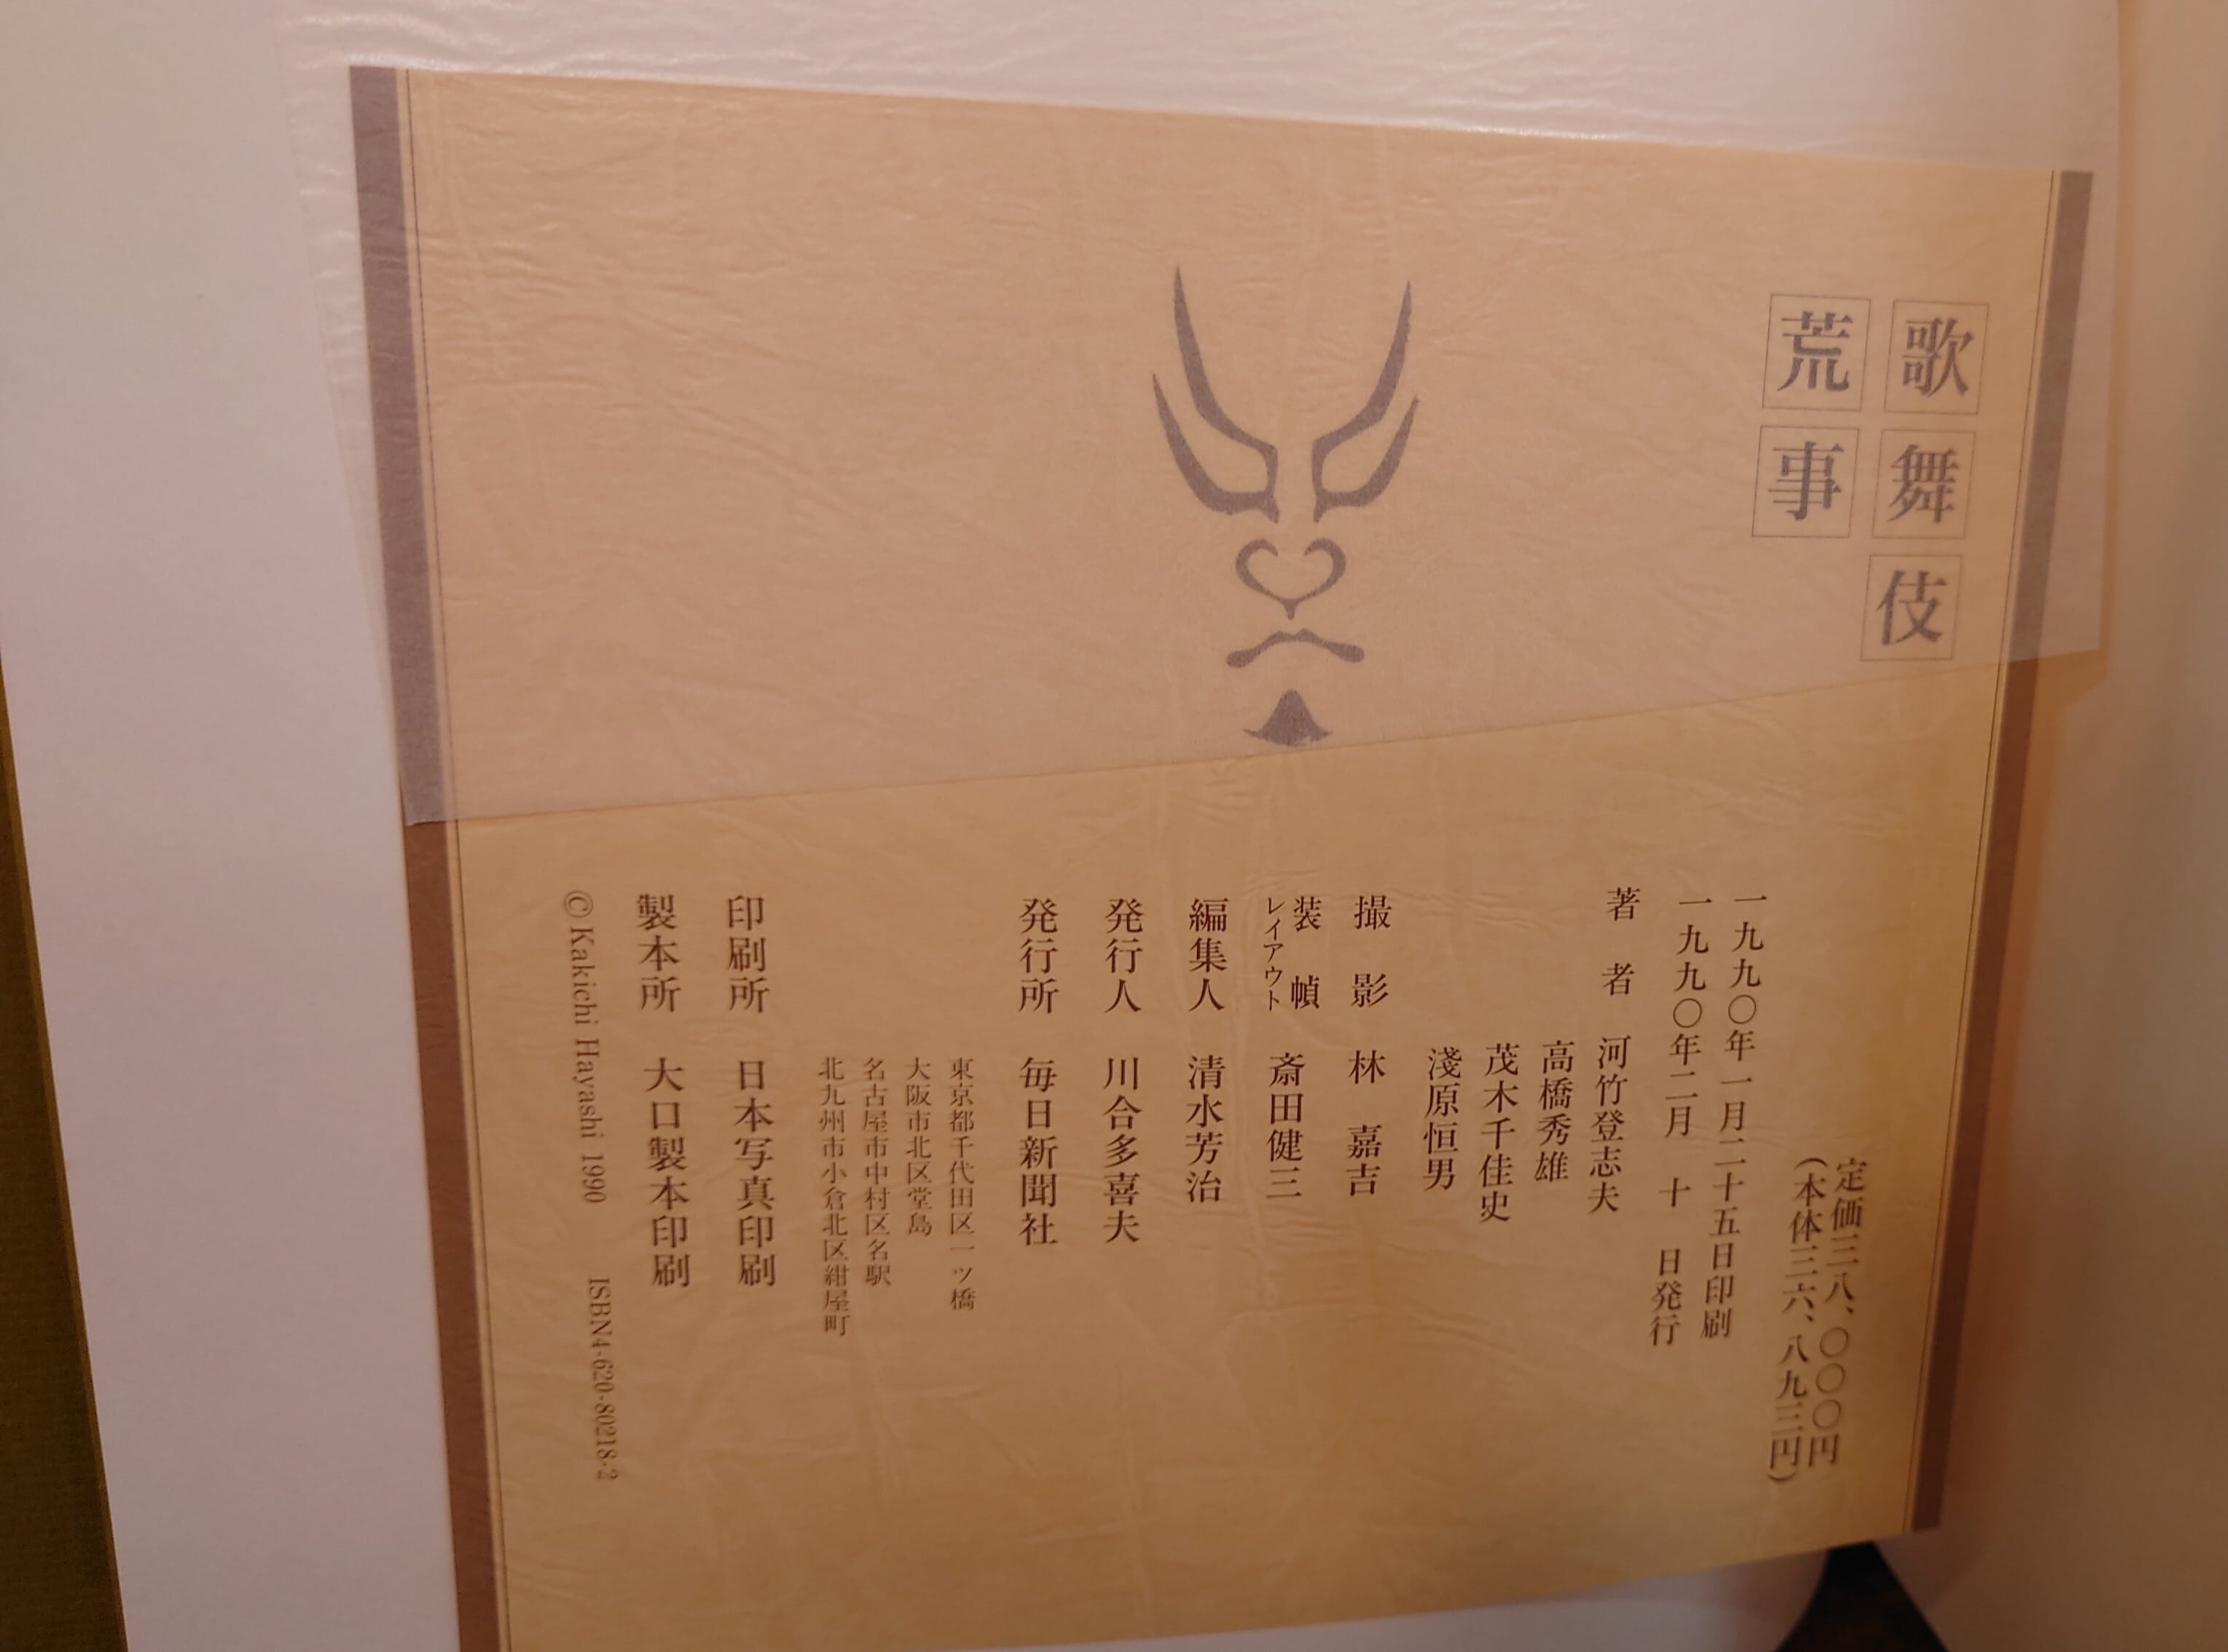 歌舞伎
荒事
定価三八、〇〇〇円
（本体三六、八九三円）
一九九〇年一月二十五日印刷
一九九〇年二月 十 日発行
著 者 河竹登志夫
高橋秀雄
茂木千佳史
淺原恒男
撮 影 林 嘉吉
装 幀
レイアウト 斎田健三
編集人 清水芳治
発行人 川合多喜夫
発行所 毎日新聞社
東京都千代田区一ツ橋
大阪市北区堂島
名古屋市中村区名駅
北九州市小倉北区紺屋町
印刷所 日本写真印刷
製本所 大口製本印刷
© Kakichi Hayashi 1990 ISBN4-620-80218-2